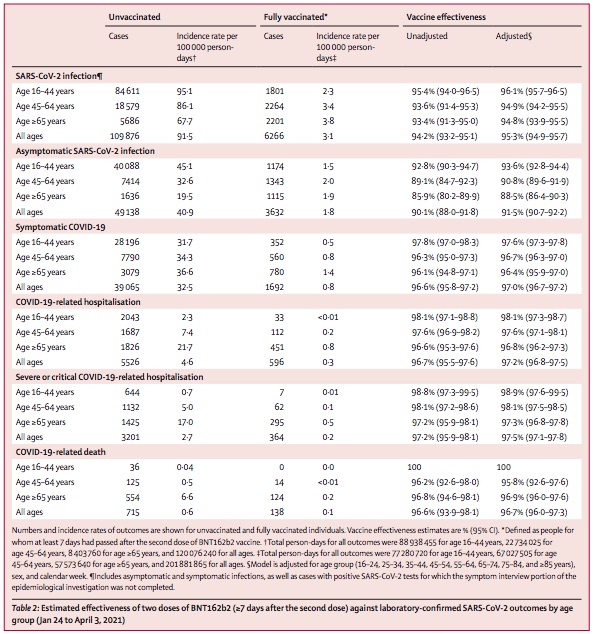 Unvaccinated Fully vaccinated* Vaccine effectiveness
Cases Incidence rate per 100 000 person-days† Cases Incidence rate per 100 000 person-days‡ Unadjusted Adjusted§
SARS-CoV-2 infection¶
Age 16–44 years 84 611 95·1 1801 2·3 95·4% (94·0–96·5) 96·1% (95·7–96·5)
Age 45–64 years 18 579 86·1 2264 3·4 93·6% (91·4–95·3) 94·9% (94·2–95·5)
Age ≥65 years 5686 67·7 2201 3·8 93·4% (91·3–95·0) 94·8% (93·9–95·5)
All ages 109 876 91·5 6266 3·1 94·2% (93·2–95·1) 95·3% (94·9–95·7)
Asymptomatic SARS-CoV-2 infection
Age 16–44 years 40 088 45·1 1174 1·5 92·8% (90·3–94·7) 93·6% (92·8–94·4)
Age 45–64 years 7414 32·6 1343 2·0 89·1% (84·7–92·3) 90·8% (89·6–91·9)
Age ≥65 years 1636 19·5 1115 1·9 85·9% (80·2–89·9) 88·5% (86·4–90·3)
All ages 49 138 40·9 3632 1·8 90·1% (88·0–91·8) 91·5% (90·7–92·2)
Symptomatic COVID-19
Age 16–44 years 28 196 31·7 352 0·5 97·8% (97·0–98·3) 97·6% (97·3–97·8)
Age 45–64 years 7790 34·3 560 0·8 96·3% (95·0–97·3) 96·7% (96·3–97·0)
Age ≥65 years 3079 36·6 780 1·4 96·1% (94·8–97·1) 96·4% (95·9–97·0)
All ages 39 065 32·5 1692 0·8 96·6% (95·8–97·2) 97·0% (96·7–97·2)
COVID-19-related hospitalisation
Age 16–44 years 2043 2·3 33 <0·01 98·1% (97·1–98·8) 98·1% (97·3–98·7)
Age 45–64 years 1687 7·4 112 0·2 97·6% (96·9–98·2) 97·6% (97·1–98·1)
Age ≥65 years 1826 21·7 451 0·8 96·6% (95·3–97·6) 96·8% (96·2–97·3)
All ages 5526 4·6 596 0·3 96·7% (95·5–97·6) 97·2% (96·8–97·5)
Severe or critical COVID-19-related hospitalisation
Age 16–44 years 644 0·7 7 0·01 98·8% (97·3–99·5) 98·9% (97·6–99·5)
Age 45–64 years 1132 5·0 62 0·1 98·1% (97·2–98·6) 98·1% (97·5–98·5)
Age ≥65 years 1425 17·0 295 0·5 97·2% (95·9–98·1) 97·3% (96·8–97·8)
All ages 3201 2·7 364 0·2 97·2% (95·9–98·1) 97·5% (97·1–97·8)
COVID-19-related death
Age 16–44 years 36 0·04 0 0·0 100 100
Age 45–64 years 125 0·5 14 <0·01 96·2% (92·6–98·0) 95·8% (92·6–97·6)
Age ≥65 years 554 6·6 124 0·2 96·8% (94·6–98·1) 96·9% (96·0–97·6)
All ages 715 0·6 138 0·1 96·6% (93·9–98·1) 96·7% (96·0–97·3)
Numbers and incidence rates of outcomes are shown for unvaccinated and fully vaccinated individuals. Vaccine effectiveness estimates are % (95% CI). *Defined as people for
whom at least 7 days had passed after the second dose of BNT162b2 vaccine. †Total person-days for all outcomes were 88 938 455 for age 16–44 years, 22 734 025 for
age 45–64 years, 8 403 760 for age ≥65 years, and 120 076 240 for all ages. ‡Total person-days for all outcomes were 77 280 720 for age 16–44 years, 67 027 505 for age
45–64 years, 57 573 640 for age ≥65 years, and 201 881 865 for all ages. §Model is adjusted for age group (16–24, 25–34, 35–44, 45–54, 55–64, 65–74, 75–84, and ≥85 years),
sex, and calendar week. ¶Includes asymptomatic and symptomatic infections, as well as cases with positive SARS-CoV-2 tests for which the symptom interview portion of the
epidemiological investigation was not completed.
Table 2: Estimated effectiveness of two doses of BNT162b2 (≥7 days after the second dose) against laboratory-confirmed SARS-CoV-2 outcomes by age
group (Jan 24 to April 3, 2021)